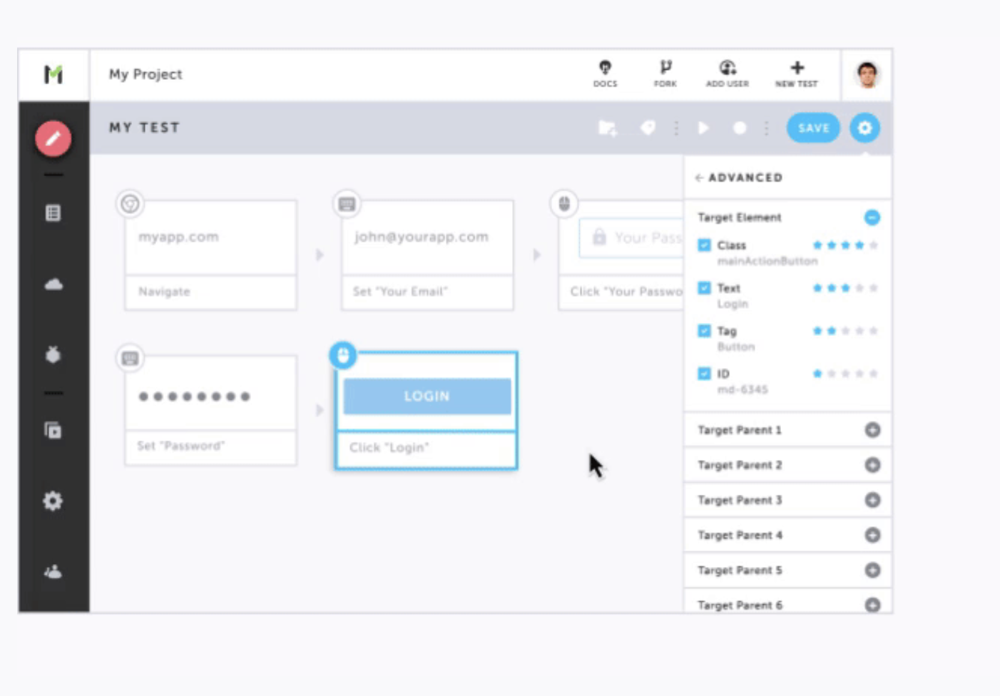 My Project
DOCS
FORK
ADD USER
NEW TEST
MY TEST
SAVE
ADVANCED
myapp.com
Navigate
john@yourapp.com
Set "Your Email"
Your Pass
Click "Your Passwo
Set "Password"
LOGIN
Click "Login"
Target Element
Class
mainActionButton
Text
Login
Tag
Button
ID
md-6345
Target Parent 1
Target Parent 2
Target Parent 3
Target Parent 4
Target Parent 5
Target Parent 6